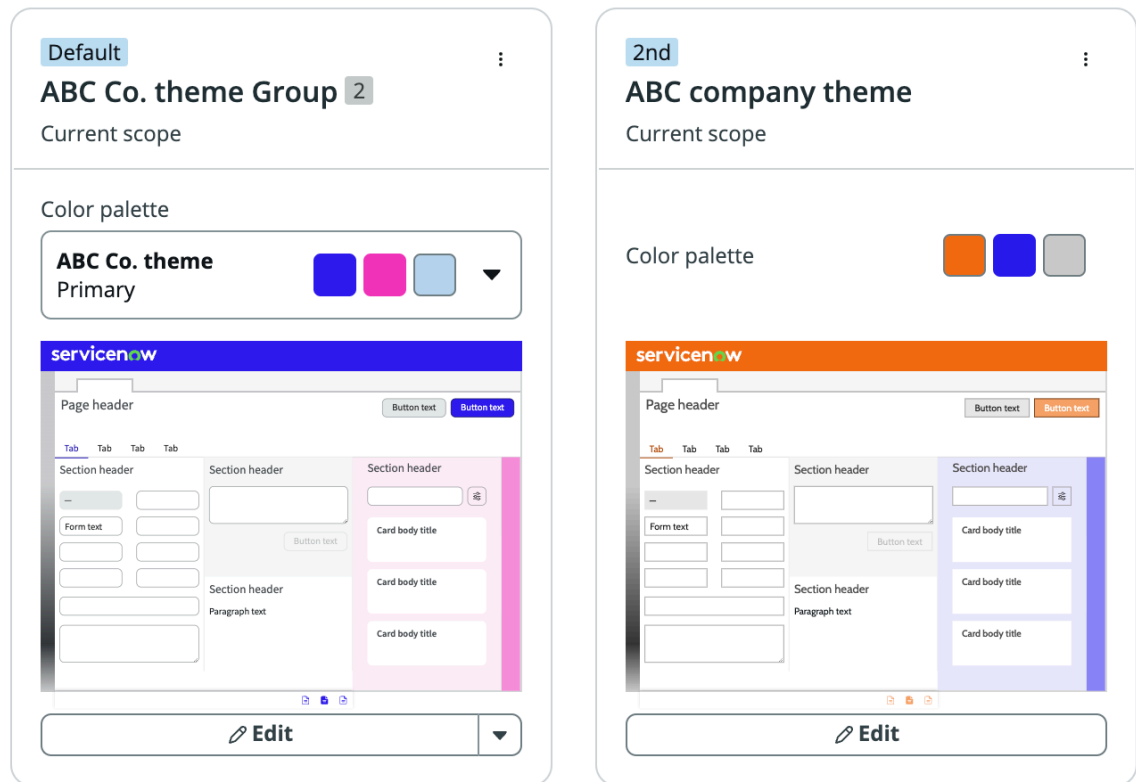 Default
ABC Co. theme Group 2
Current scope
Color palette
ABC Co. theme
Primary
servicenow
Page header
Button text Button text
Tab Tab Tab Tab
Section header Section header Section header
–
Form text
Card body title
Button text
Card body title
Section header
Paragraph text
Card body title
Edit
2nd
ABC company theme
Current scope
Color palette
servicenow
Page header
Button text Button text
Tab Tab Tab Tab
Section header Section header Section header
–
Form text
Card body title
Button text
Card body title
Section header
Paragraph text
Card body title
Edit